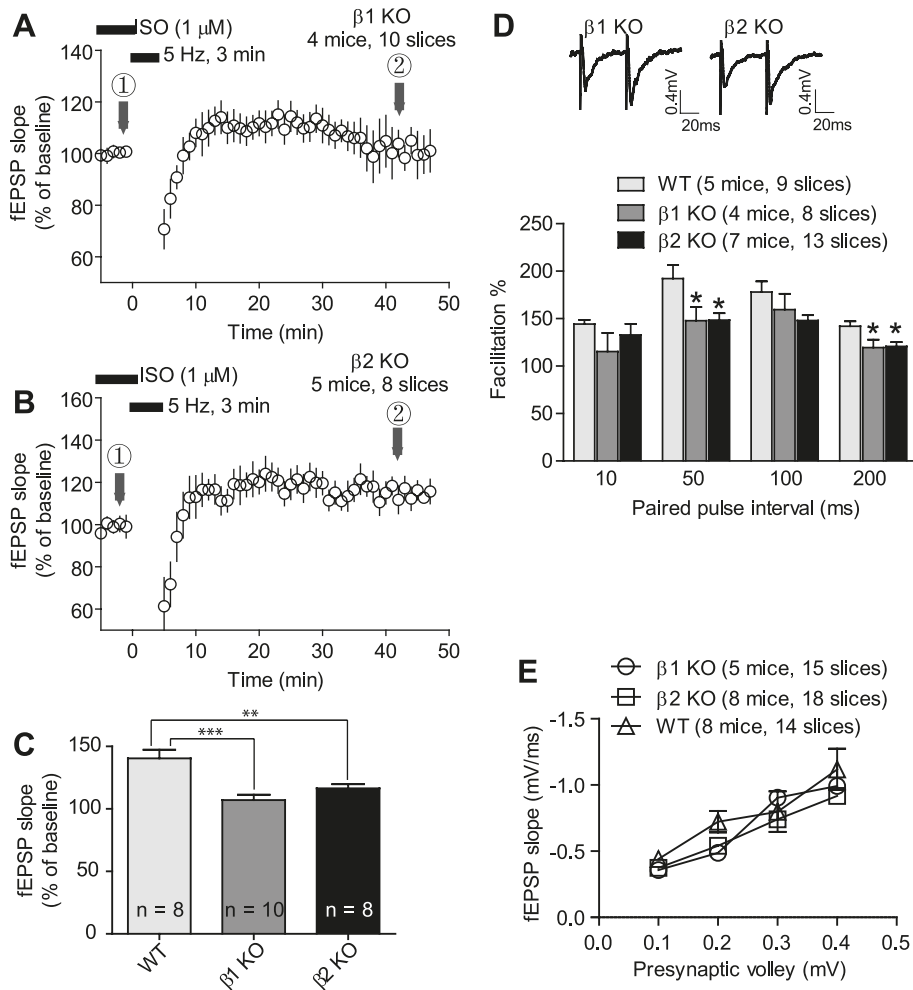 A
ISO (1 μM)
5 Hz, 3 min
β1 KO
4 mice, 10 slices
①
②
fEPSP slope
(% of baseline)
140
120
100
80
60
0
10
20
30
40
50
Time (min)
B
ISO (1 μM)
5 Hz, 3 min
β2 KO
5 mice, 8 slices
①
②
fEPSP slope
(% of baseline)
160
140
120
100
80
60
0
10
20
30
40
50
Time (min)
C
**
***
fEPSP slope
(% of baseline)
150
100
50
0
n = 8
n = 10
n = 8
WT
β1 KO
β2 KO
D
β1 KO
β2 KO
0.4mV
20ms
0.4mV
20ms
WT (5 mice, 9 slices)
β1 KO (4 mice, 8 slices)
β2 KO (7 mice, 13 slices)
Facilitation %
250
200
150
100
50
0
* *
* *
10
50
100
200
Paired pulse interval (ms)
E
β1 KO (5 mice, 15 slices)
β2 KO (8 mice, 18 slices)
WT (8 mice, 14 slices)
fEPSP slope (mV/ms)
-1.5
-1.0
-0.5
-0.0
0.0
0.1
0.2
0.3
0.4
0.5
Presynaptic volley (mV)